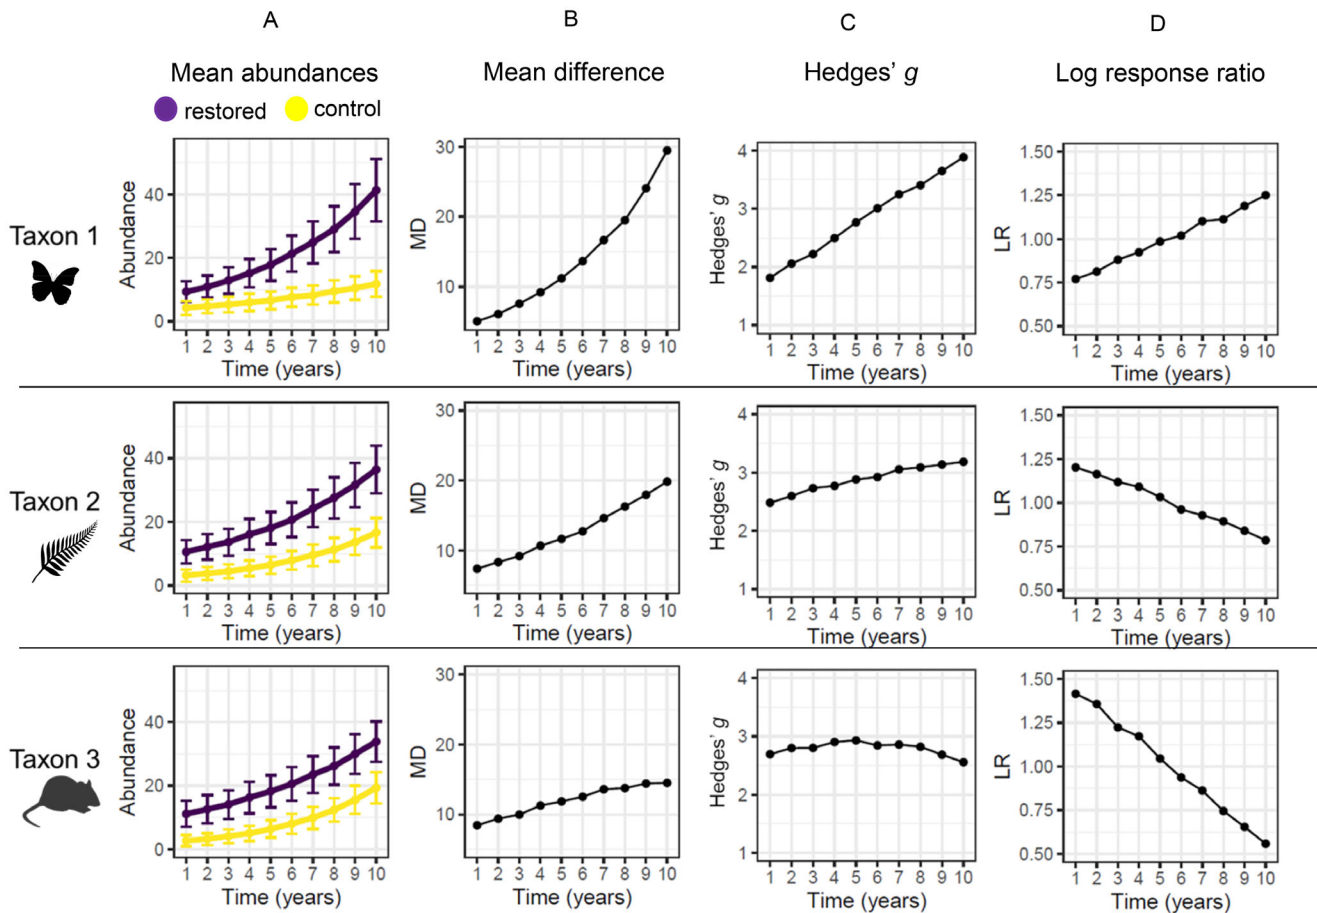 A B C D
Mean abundances Mean difference Hedges' g Log response ratio
restored control
Taxon 1
Abundance
40
20
0
1 2 3 4 5 6 7 8 9 10
Time (years)
MD
30
20
10
1 2 3 4 5 6 7 8 9 10
Time (years)
Hedges' g
4
3
2
1
1 2 3 4 5 6 7 8 9 10
Time (years)
LR
1.50
1.25
1.00
0.75
0.50
1 2 3 4 5 6 7 8 9 10
Time (years)
Taxon 2
Abundance
40
20
0
1 2 3 4 5 6 7 8 9 10
Time (years)
MD
30
20
10
1 2 3 4 5 6 7 8 9 10
Time (years)
Hedges' g
4
3
2
1
1 2 3 4 5 6 7 8 9 10
Time (years)
LR
1.50
1.25
1.00
0.75
0.50
1 2 3 4 5 6 7 8 9 10
Time (years)
Taxon 3
Abundance
40
20
0
1 2 3 4 5 6 7 8 9 10
Time (years)
MD
30
20
10
1 2 3 4 5 6 7 8 9 10
Time (years)
Hedges' g
4
3
2
1
1 2 3 4 5 6 7 8 9 10
Time (years)
LR
1.50
1.25
1.00
0.75
0.50
1 2 3 4 5 6 7 8 9 10
Time (years)